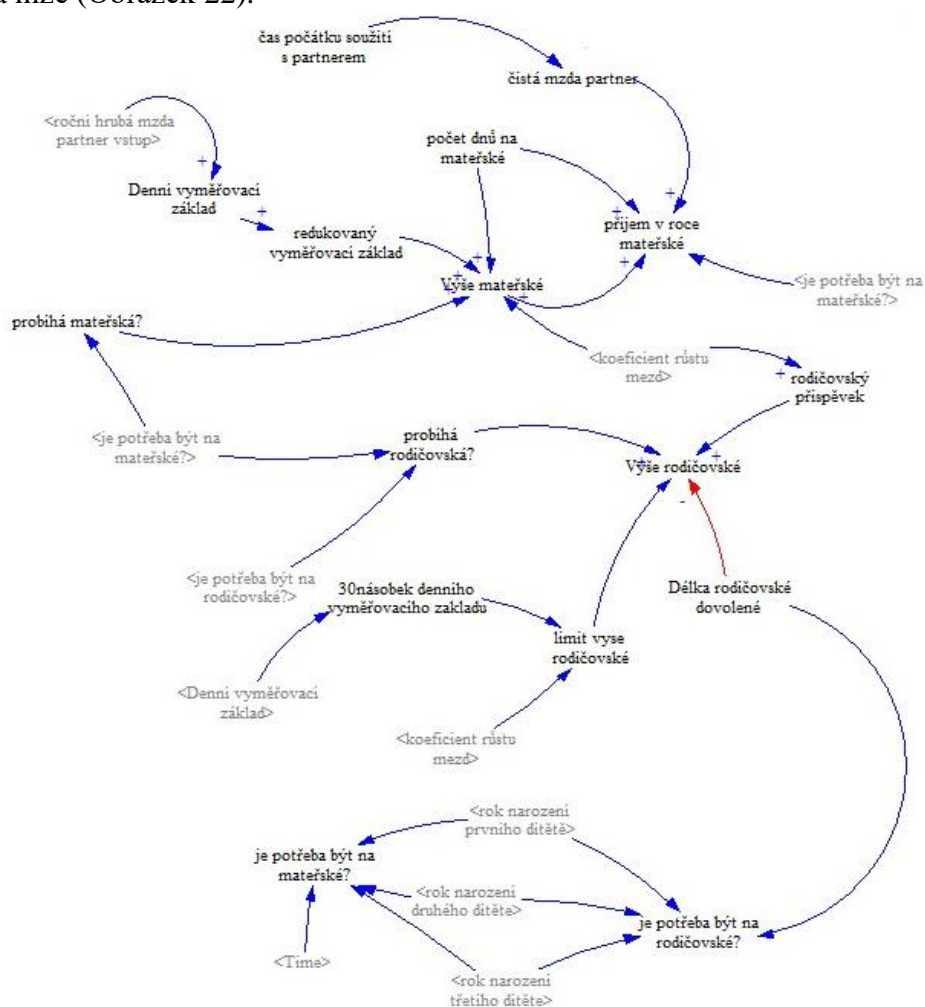 (Obrázek 22).
čas počátku soužití
s partnerem
čistá mzda partner
<roční hrubá mzda
partner vstup>
počet dnů na
mateřské
+
Denní vyměřovací
základ
+
redukovaný
vyměřovací základ
+
+
příjem v roce
mateřské
+
+
+
+
Výše mateřské
+
+
<je potřeba být na
mateřské?>
probíhá mateřská?
<koeficient růstu
mezd>
+
rodičovský
příspěvek
<je potřeba být na
mateřské?>
probíhá
rodičovská?
Výše rodičovské
+
+
-
<je potřeba být na
rodičovské?>
30násobek denního
vyměřovacího zakladu
Délka rodičovské
dovolené
limit vyse
rodičovské
<Denní vyměřovací
základ>
<koeficient růstu
mezd>
<rok narození
prvního dítěte>
je potřeba být na
mateřské?
<rok narození
druhého dítěte>
je potřeba být na
rodičovské?
<Time>
<rok narození
třetího dítěte>